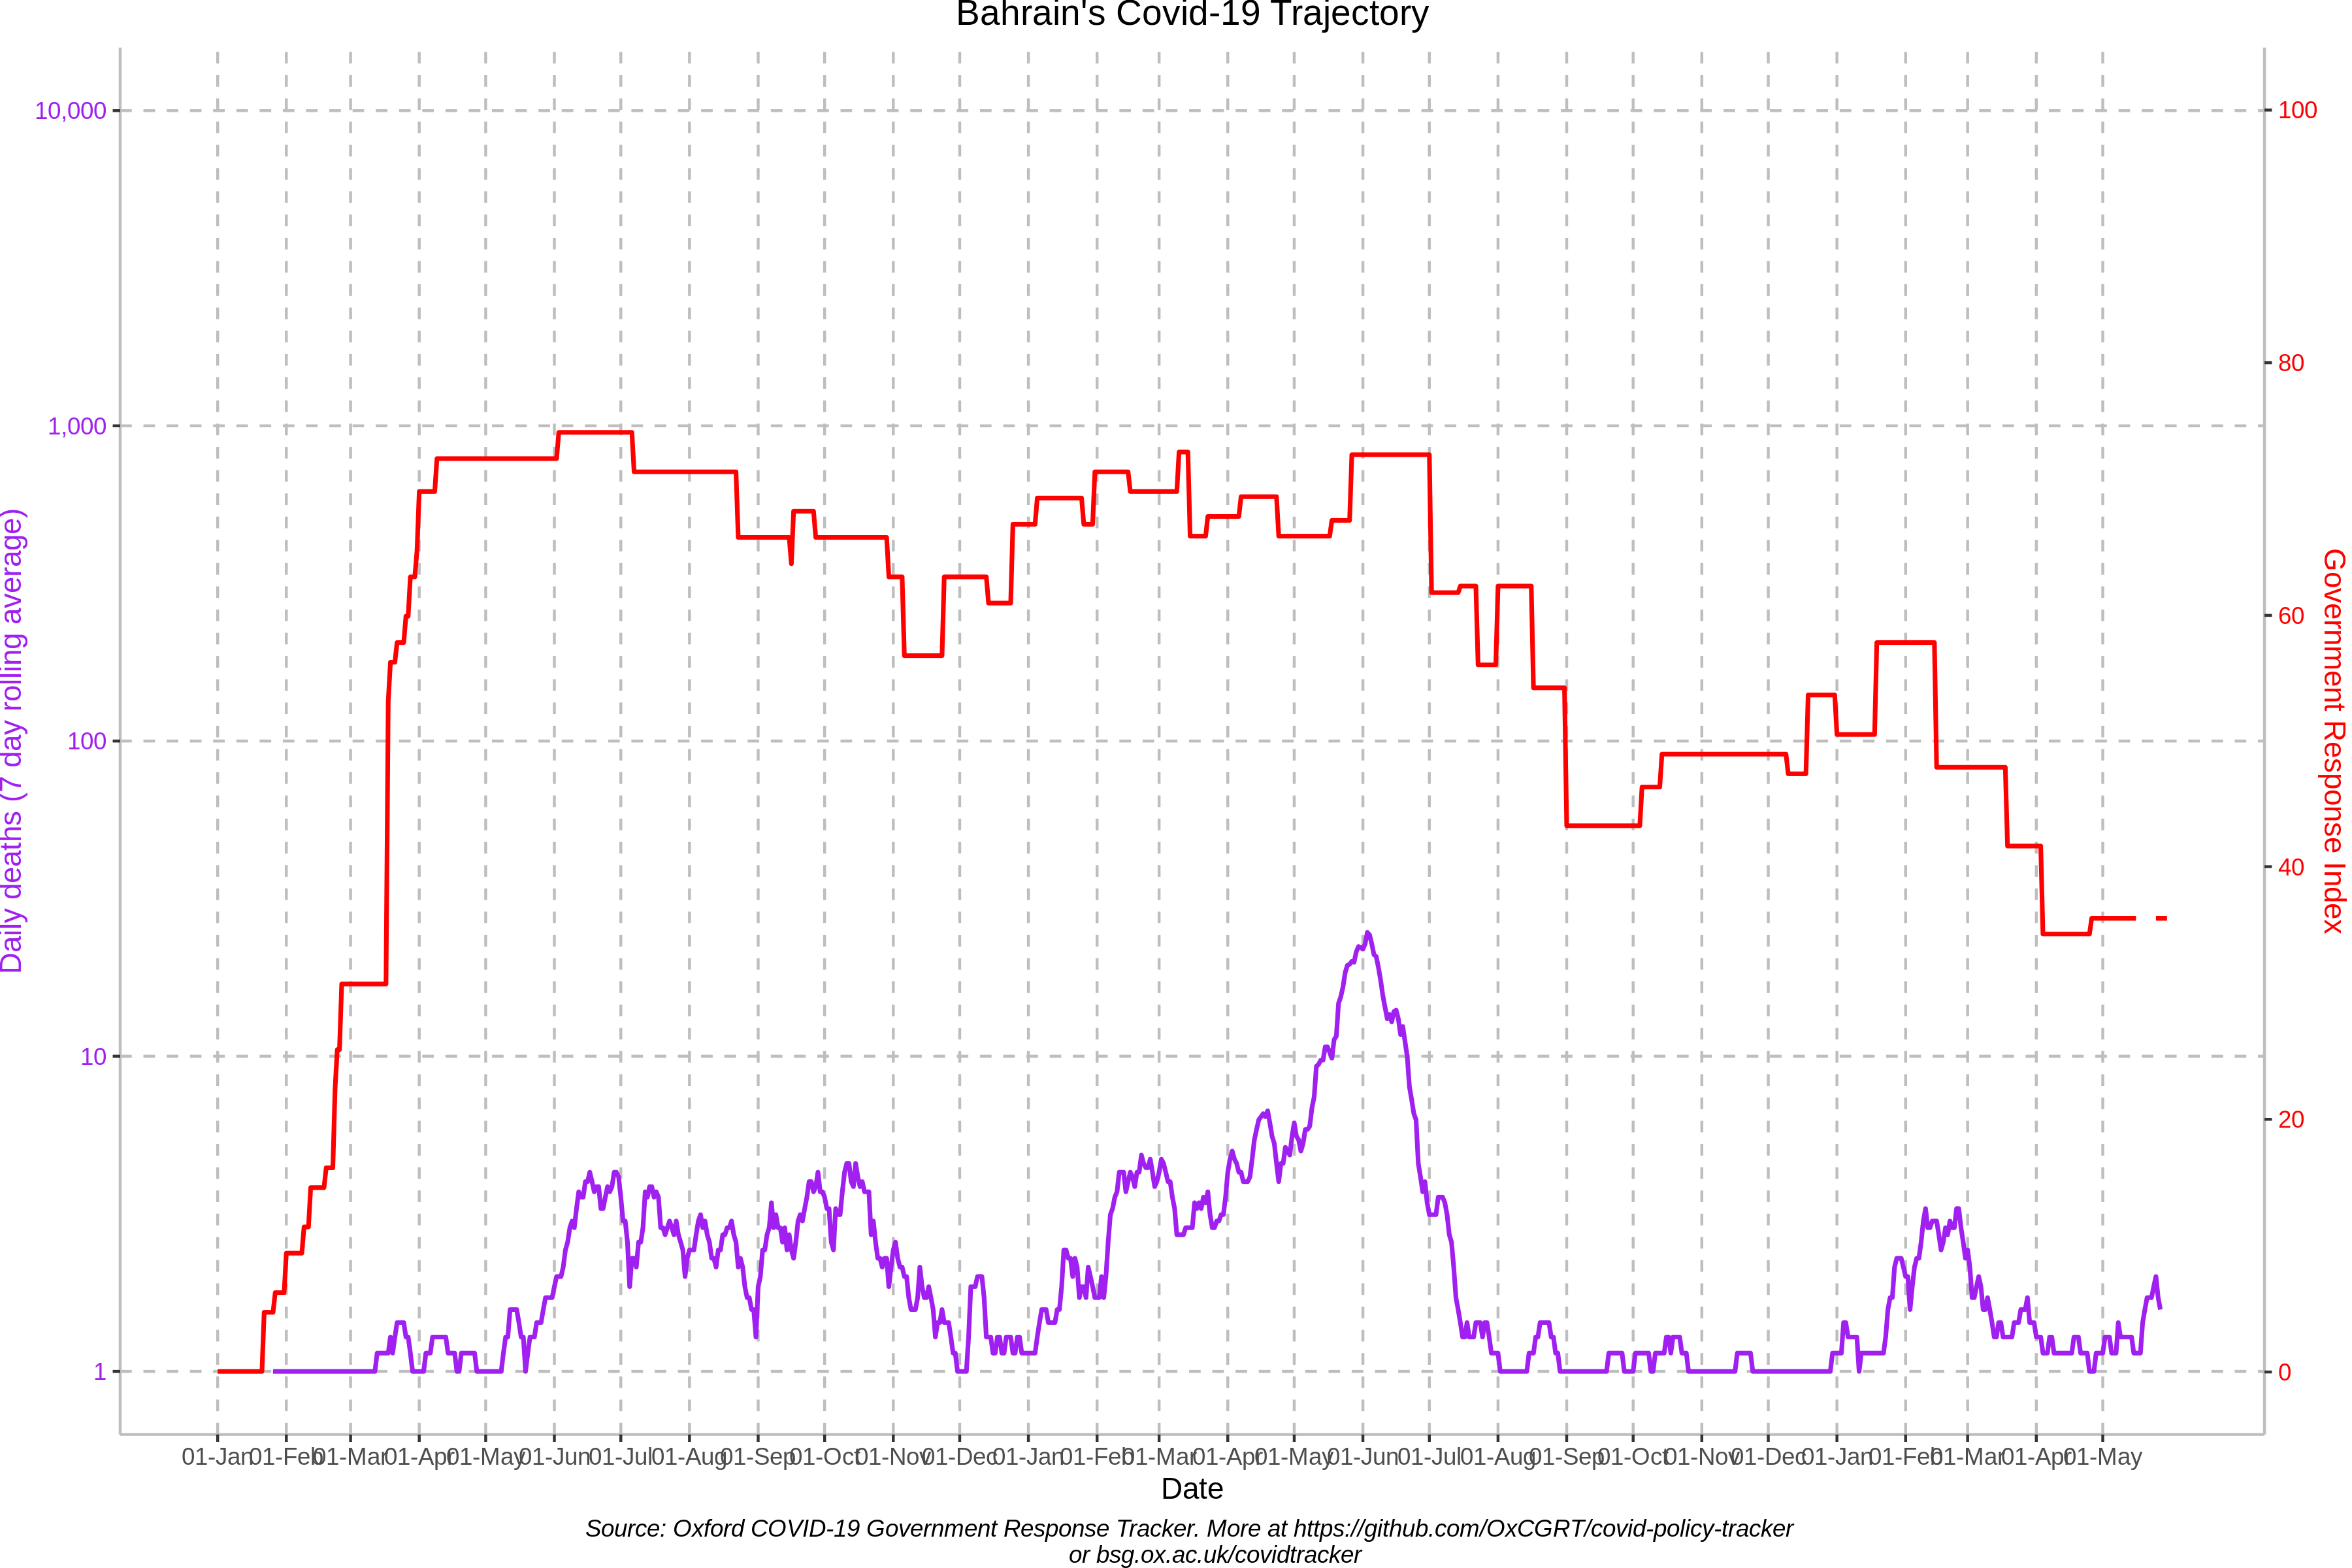 Bahrain's Covid-19 Trajectory
10,000
1,000
100
10
1
Daily deaths (7 day rolling average)
100
80
60
40
20
0
Government Response Index
01-Jan 01-Feb 01-Mar 01-Apr 01-May 01-Jun 01-Jul 01-Aug 01-Sep 01-Oct 01-Nov 01-Dec 01-Jan 01-Feb 01-Mar 01-Apr 01-May 01-Jun 01-Jul 01-Aug 01-Sep 01-Oct 01-Nov 01-Dec 01-Jan 01-Feb 01-Mar 01-Apr 01-May
Date
Source: Oxford COVID-19 Government Response Tracker. More at https://github.com/OxCGRT/covid-policy-tracker
or bsg.ox.ac.uk/covidtracker